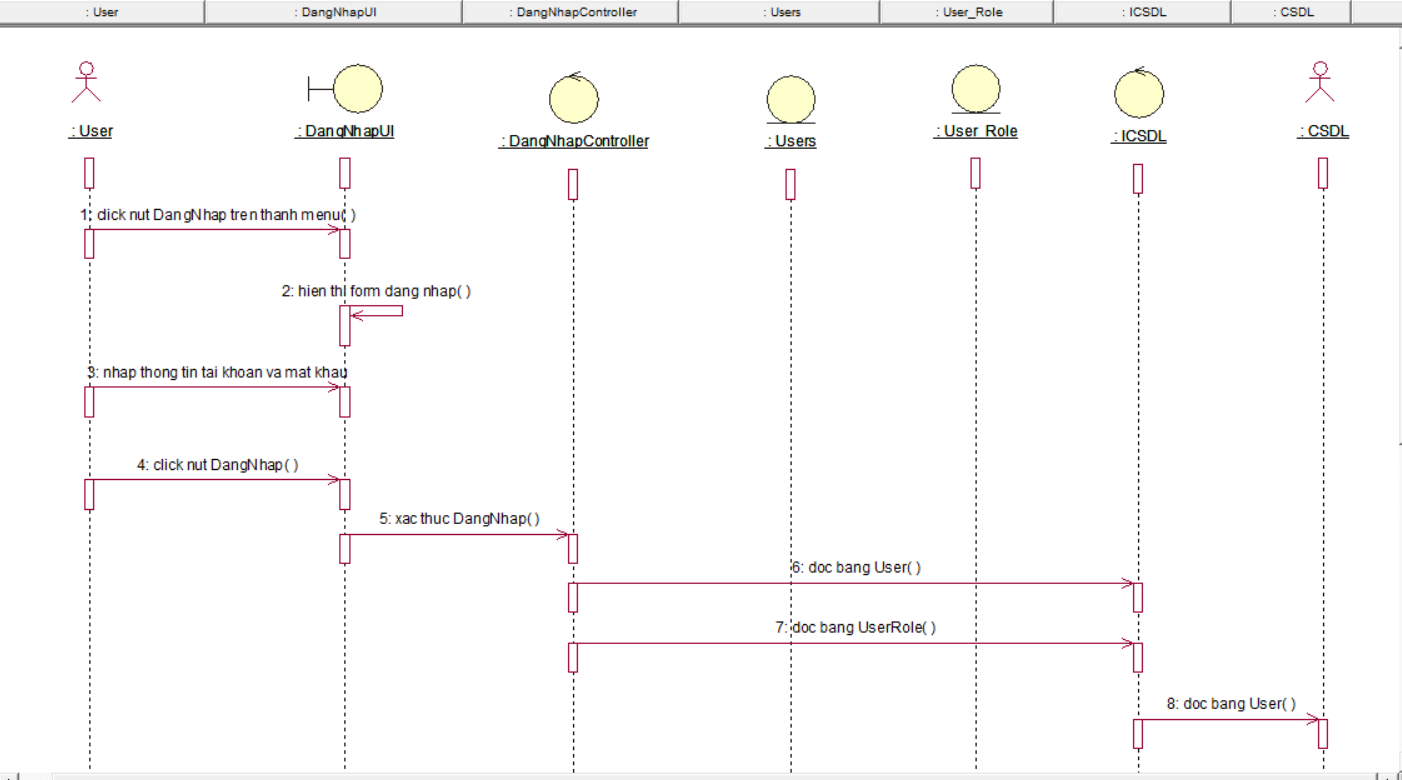 : User : DangNhapUI : DangNhapController : Users : User_Role : ICSDL : CSDL
: User : DangNhapUI : DangNhapController : Users : User_Role : ICSDL : CSDL
1: click nut DangNhap tren thanh menu( )
2: hien thi form dang nhap( )
3: nhap thong tin tai khoan va mat khau
4: click nut DangNhap( )
5: xac thuc DangNhap( )
6: doc bang User( )
7: doc bang UserRole( )
8: doc bang User( )